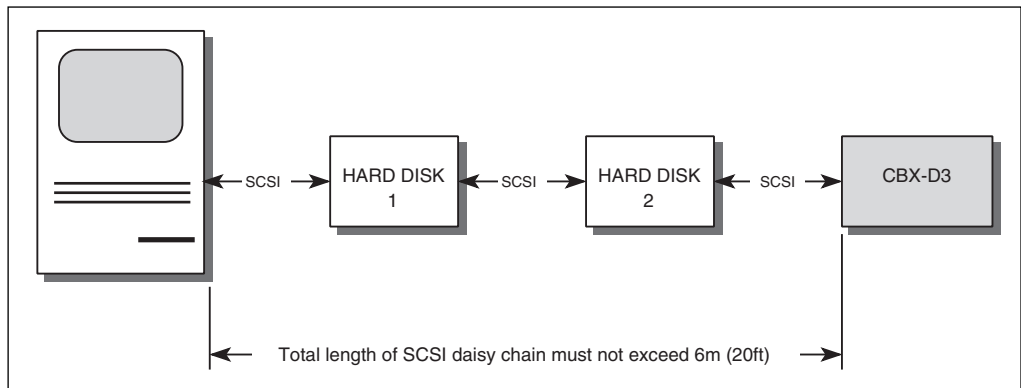 SCSI
HARD DISK
1
SCSI
HARD DISK
2
SCSI
CBX-D3
Total length of SCSI daisy chain must not exceed 6m (20ft)